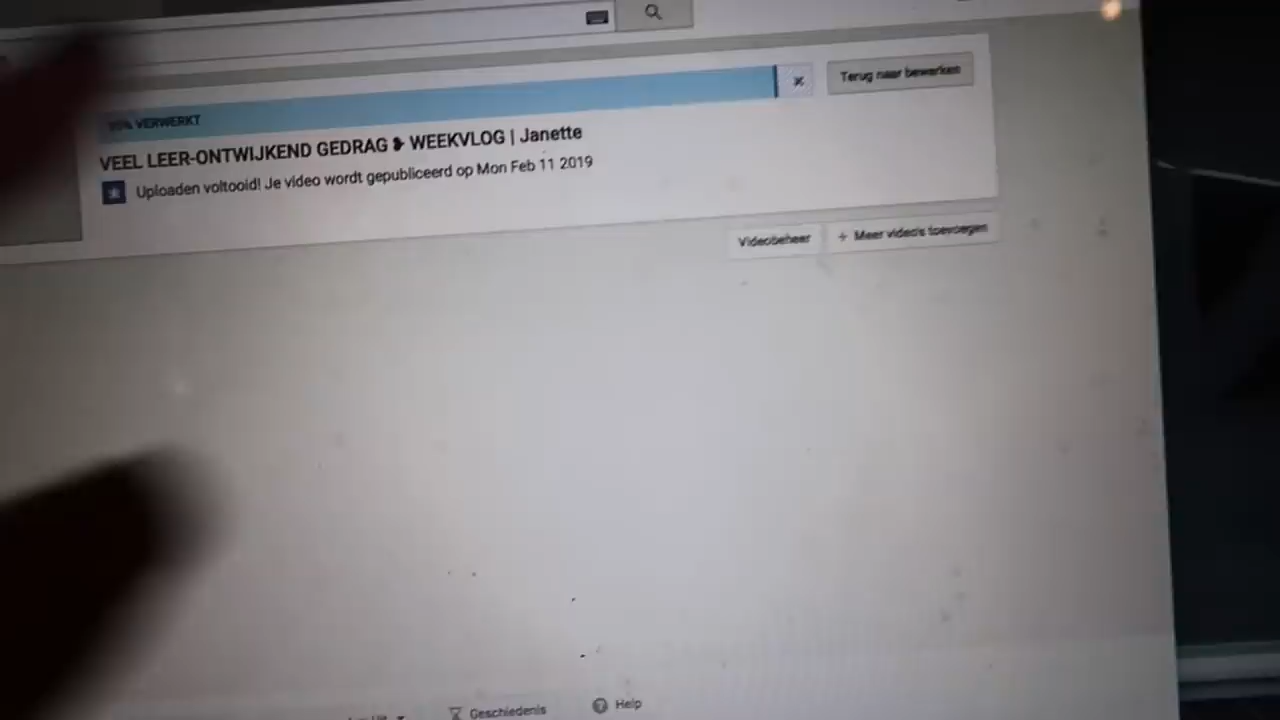 VERWERKT
Terug naar bewerken
VEEL LEER-ONTWIJKEND GEDRAG ❥ WEEKVLOG | Janette
Uploaden voltooid! Je video wordt gepubliceerd op Mon Feb 11 2019
Videobeheer
+ Meer video's toevoegen
Geschiedenis
Help